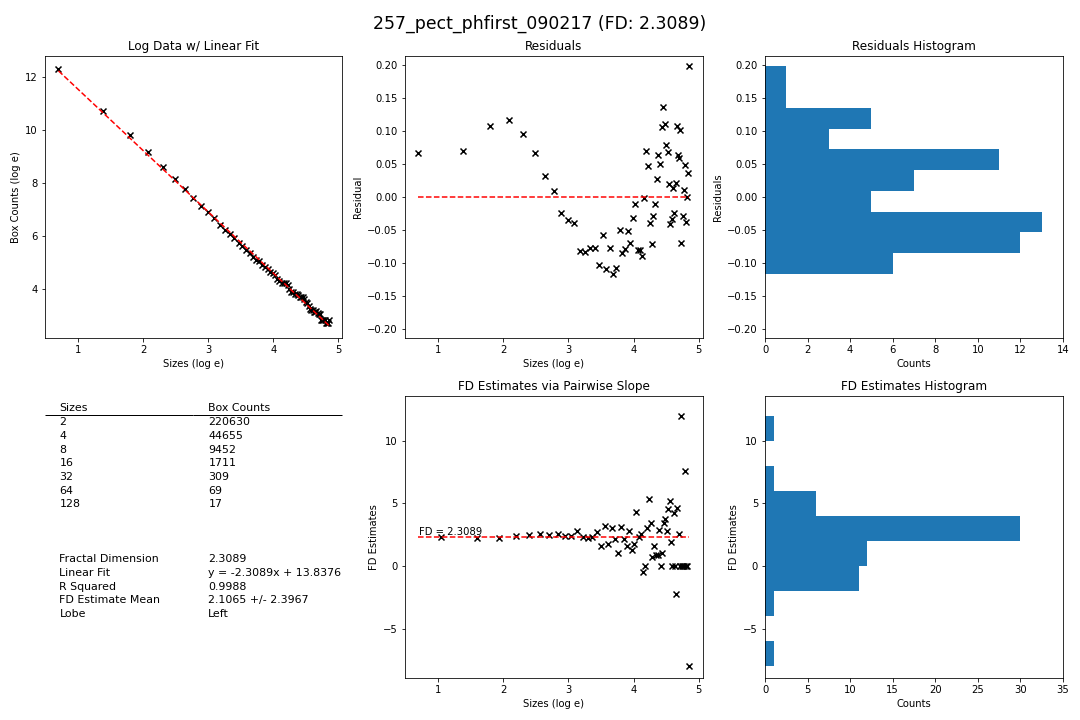 257_pect_phfirst_090217 (FD: 2.3089)
Log Data w/ Linear Fit
Box Counts (log e)
12
10
8
6
4
1 2 3 4 5
Sizes (log e)
Residuals
Residual
0.20
0.15
0.10
0.05
0.00
−0.05
−0.10
−0.15
−0.20
1 2 3 4 5
Sizes (log e)
Residuals Histogram
Residuals
0.20
0.15
0.10
0.05
0.00
−0.05
−0.10
−0.15
−0.20
0 2 4 6 8 10 12 14
Counts
Sizes Box Counts
2 220630
4 44655
8 9452
16 1711
32 309
64 69
128 17
Fractal Dimension 2.3089
Linear Fit y = -2.3089x + 13.8376
R Squared 0.9988
FD Estimate Mean 2.1065 +/- 2.3967
Lobe Left
FD Estimates via Pairwise Slope
FD Estimates
10
5
0
−5
FD = 2.3089
1 2 3 4 5
Sizes (log e)
FD Estimates Histogram
FD Estimates
10
5
0
−5
0 5 10 15 20 25 30 35
Counts